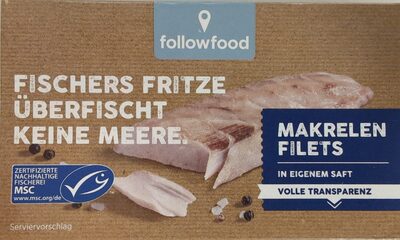 followfood
FISCHERS FRITZE
ÜBERFISCHT
KEINE MEERE.
MAKRELEN
FILETS
IN EIGENEM SAFT
VOLLE TRANSPARENZ
ZERTIFIZIERTE
NACHHALTIGE
FISCHEREI
MSC
www.msc.org/de
Serviervorschlag